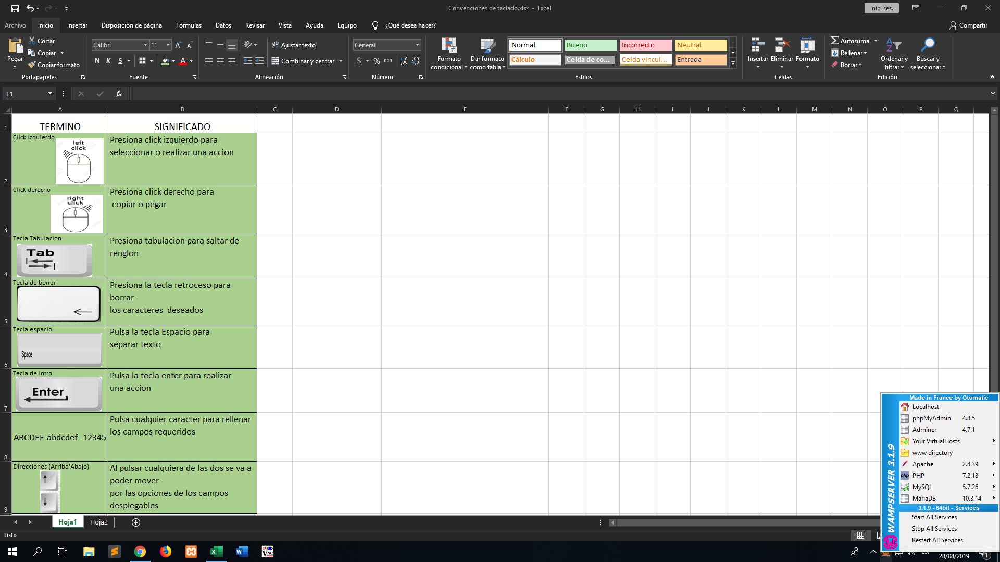 Convenciones de taclado.xlsx - Excel
Inic. ses.
Archivo Inicio Insertar Disposición de página Fórmulas Datos Revisar Vista Ayuda Equipo ¿Qué desea hacer? Compartir
Pegar
Cortar
Copiar
Copiar formato
Portapapeles
Calibri 11
N K S
Fuente
Ajustar texto
Combinar y centrar
Alineación
General
$ % 000
Número
Formato condicional
Dar formato como tabla
Normal Bueno Incorrecto Neutral
Cálculo Celda de co... Celda vincul... Entrada
Estilos
Insertar Eliminar Formato
Celdas
Autosuma
Rellenar
Borrar
Ordenar y filtrar
Buscar y seleccionar
Edición
E1
fx
A B C D E F G H I J K L M N O P Q
1 TERMINO SIGNIFICADO
2 Click Izquierdo
left
click
Presiona click izquierdo para
seleccionar o realizar una accion
3 Click derecho
right
click
Presiona click derecho para
copiar o pegar
4 Tecla Tabulacion
Tab
Presiona tabulacion para saltar de
renglon
5 Tecla de borrar
Presiona la tecla retroceso para
borrar
los caracteres deseados
6 Tecla espacio
Space
Pulsa la tecla Espacio para
separar texto
7 Tecla de Intro
Enter
Pulsa la tecla enter para realizar
una accion
8 ABCDEF-abdcdef -12345
Pulsa cualquier caracter para rellenar
los campos requeridos
9 Direcciones (Arriba'Abajo)
Al pulsar cualquiera de las dos se va a
poder mover
por las opciones de los campos
desplegables
Hoja1 Hoja2
Listo
WAMPSERVER 3.1.9
Made in France by Otomatic
Localhost
phpMyAdmin 4.8.5
Adminer 4.7.1
Your VirtualHosts
www directory
Apache 2.4.39
php PHP 7.2.18
MySQL 5.7.26
MariaDB 10.3.14
3.1.9 - 64bit - Services
Start All Services
Stop All Services
Restart All Services
28/08/2019
1